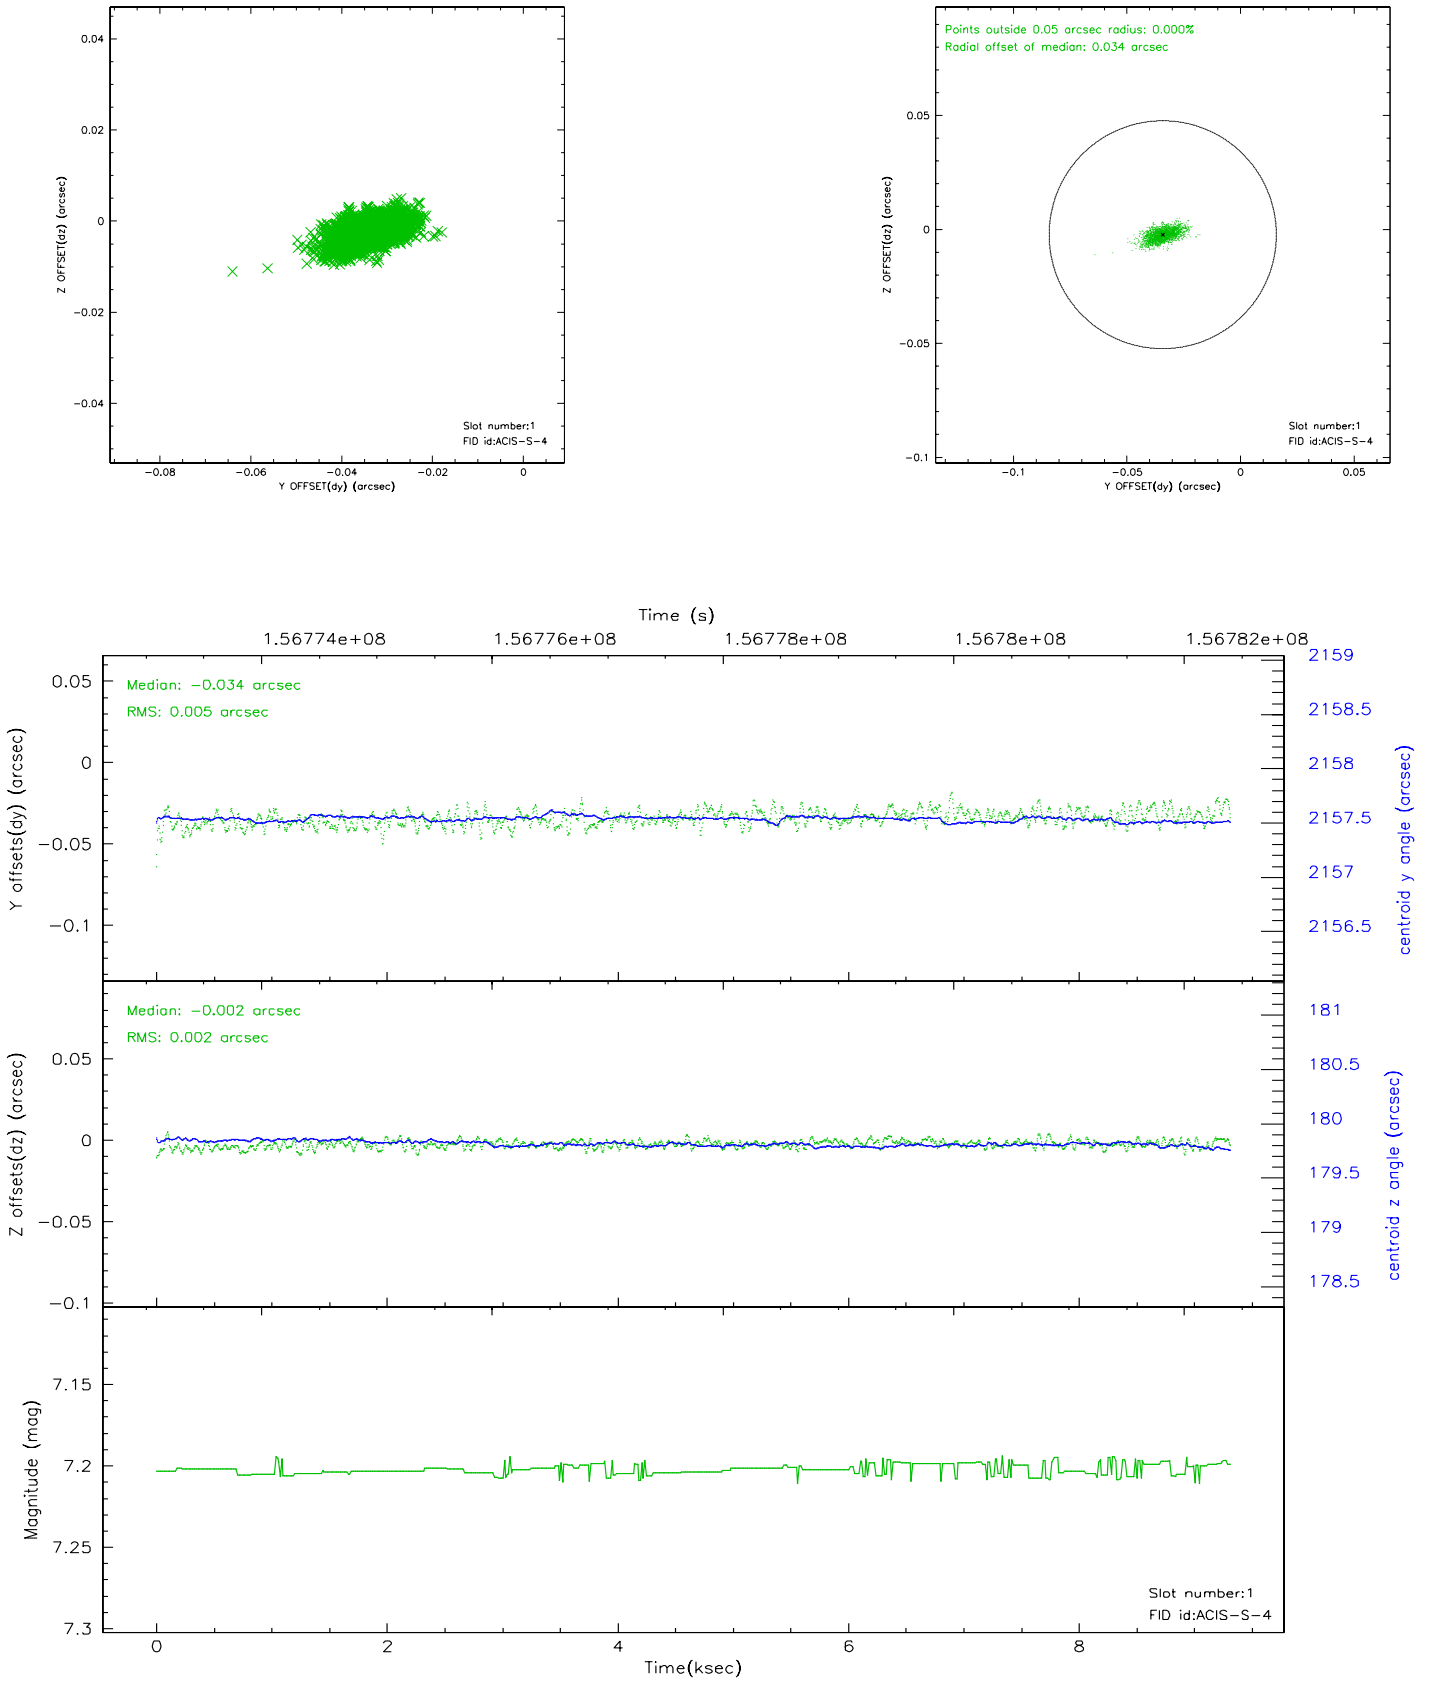 0.04
0.02
0
-0.02
-0.04
Z OFFSET(dz) (arcsec)
Slot number:1
FID id:ACIS-S-4
-0.08 -0.06 -0.04 -0.02 0
Y OFFSET(dy) (arcsec)
Points outside 0.05 arcsec radius: 0.000%
Radial offset of median: 0.034 arcsec
0.05
0
-0.05
-0.1
Z OFFSET(dz) (arcsec)
Slot number:1
FID id:ACIS-S-4
-0.1 -0.05 0 0.05
Y OFFSET(dy) (arcsec)
Time (s)
1.56774e+08 1.56776e+08 1.56778e+08 1.5678e+08 1.56782e+08
Median: -0.034 arcsec
RMS: 0.005 arcsec
0.05
0
-0.05
-0.1
Y offsets(dy) (arcsec)
2159
2158.5
2158
2157.5
2157
2156.5
centroid y angle (arcsec)
Median: -0.002 arcsec
RMS: 0.002 arcsec
0.05
0
-0.05
-0.1
Z offsets(dz) (arcsec)
181
180.5
180
179.5
179
178.5
centroid z angle (arcsec)
7.15
7.2
7.25
7.3
Magnitude (mag)
Slot number:1
FID id:ACIS-S-4
0 2 4 6 8
Time(ksec)